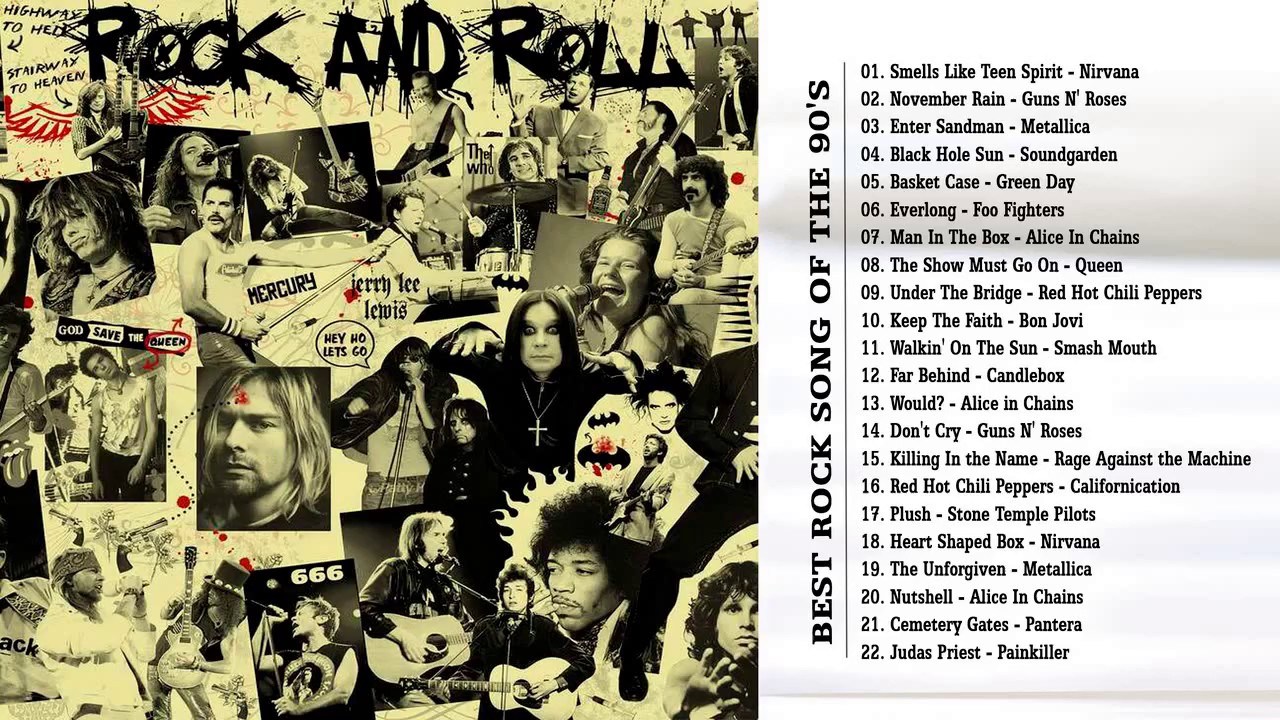 HIGHWAY
TO HELL
&
STAIRWAY
TO HEAVEN
ROCK AND ROLL
The
who
MERCURY
jerry lee
lewis
GOD SAVE THE QUEEN
HEY HO
LETS GO
666
ack
BEST ROCK SONG OF THE 90'S
01. Smells Like Teen Spirit - Nirvana
02. November Rain - Guns N' Roses
03. Enter Sandman - Metallica
04. Black Hole Sun - Soundgarden
05. Basket Case - Green Day
06. Everlong - Foo Fighters
07. Man In The Box - Alice In Chains
08. The Show Must Go On - Queen
09. Under The Bridge - Red Hot Chili Peppers
10. Keep The Faith - Bon Jovi
11. Walkin' On The Sun - Smash Mouth
12. Far Behind - Candlebox
13. Would? - Alice in Chains
14. Don't Cry - Guns N' Roses
15. Killing In the Name - Rage Against the Machine
16. Red Hot Chili Peppers - Californication
17. Plush - Stone Temple Pilots
18. Heart Shaped Box - Nirvana
19. The Unforgiven - Metallica
20. Nutshell - Alice In Chains
21. Cemetery Gates - Pantera
22. Judas Priest - Painkiller